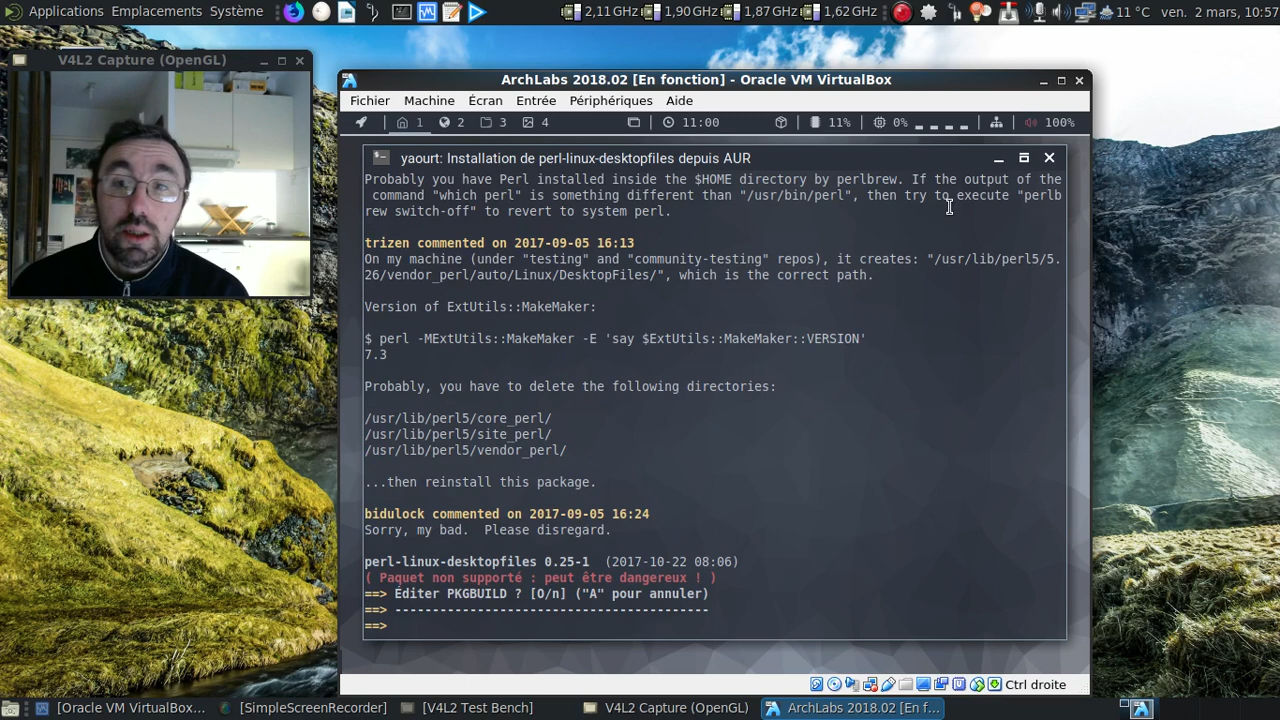 Applications Emplacements Système
2,11 GHz 1,90 GHz 1,87 GHz 1,62 GHz
11 °C ven. 2 mars, 10:57
V4L2 Capture (OpenGL)
ArchLabs 2018.02 [En fonction] - Oracle VM VirtualBox
Fichier Machine Écran Entrée Périphériques Aide
1 2 3 4 11:00 11% 0% 100%
yaourt: Installation de perl-linux-desktopfiles depuis AUR
Probably you have Perl installed inside the $HOME directory by perlbrew. If the output of the
command "which perl" is something different than "/usr/bin/perl", then try to execute "perlb
rew switch-off" to revert to system perl.
trizen commented on 2017-09-05 16:13
On my machine (under "testing" and "community-testing" repos), it creates: "/usr/lib/perl5/5.
26/vendor_perl/auto/Linux/DesktopFiles/", which is the correct path.
Version of ExtUtils::MakeMaker:
$ perl -MExtUtils::MakeMaker -E 'say $ExtUtils::MakeMaker::VERSION'
7.3
Probably, you have to delete the following directories:
/usr/lib/perl5/core_perl/
/usr/lib/perl5/site_perl/
/usr/lib/perl5/vendor_perl/
...then reinstall this package.
bidulock commented on 2017-09-05 16:24
Sorry, my bad.  Please disregard.
perl-linux-desktopfiles 0.25-1  (2017-10-22 08:06)
( Paquet non supporté : peut être dangereux ! )
==> Éditer PKGBUILD ? [O/n] ("A" pour annuler)
==> ------------------------------------------
==>
Ctrl droite
[Oracle VM VirtualBox... [SimpleScreenRecorder] [V4L2 Test Bench] V4L2 Capture (OpenGL) ArchLabs 2018.02 [En f...